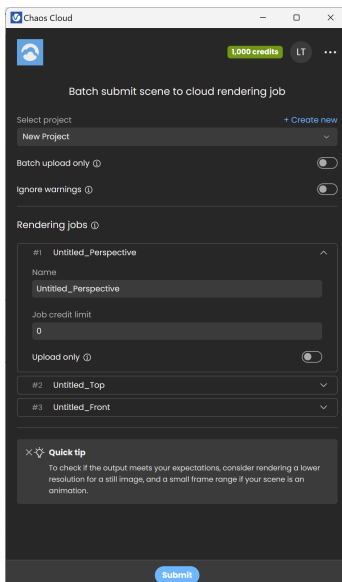 Chaos Cloud
1,000 credits
LT
Batch submit scene to cloud rendering job
Select project
+ Create new
New Project
Batch upload only
Ignore warnings
Rendering jobs
#1 Untitled_Perspective
Name
Untitled_Perspective
Job credit limit
0
Upload only
#2 Untitled_Top
#3 Untitled_Front
Quick tip
To check if the output meets your expectations, consider rendering a lower
resolution for a still image, and a small frame range if your scene is an
animation.
Submit